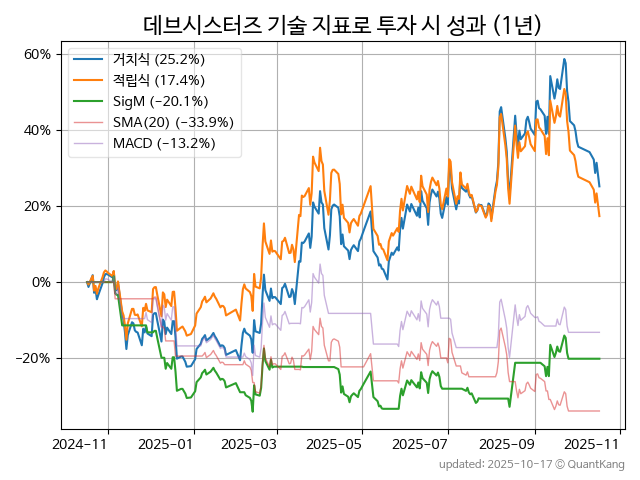 데브시스터즈 기술 지표로 투자 시 성과 (1년)
60%
40%
20%
0%
−20%
거치식 (25.2%)
적립식 (17.4%)
SigM (−20.1%)
SMA(20) (−33.9%)
MACD (−13.2%)
2024-11
2025-01
2025-03
2025-05
2025-07
2025-09
2025-11
updated: 2025-10-17 © QuantKang